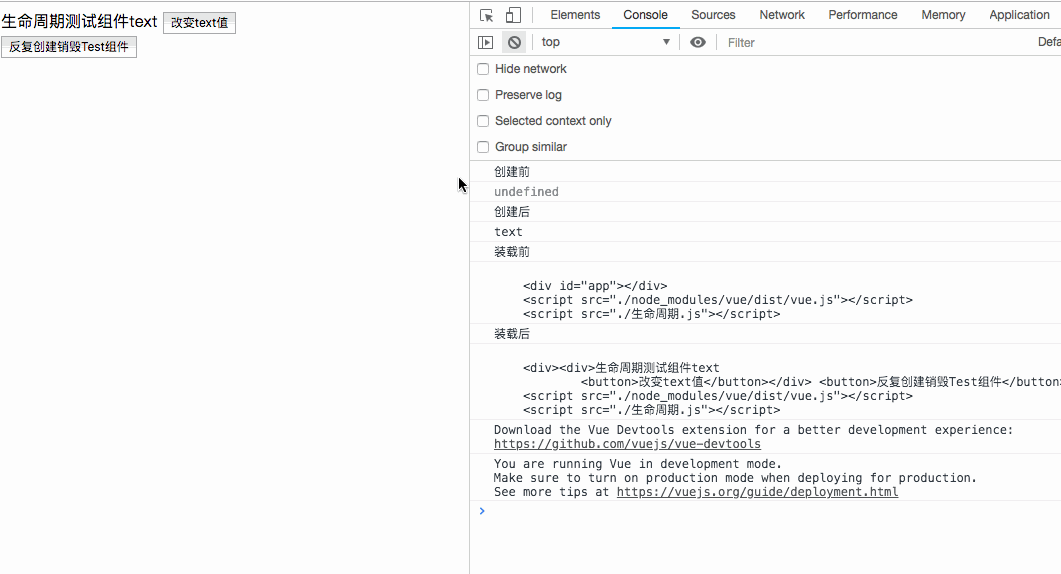 生命周期测试组件text 改变text值
反复创建销毁Test组件
Elements Console Sources Network Performance Memory Application
top Filter Defa
Hide network
Preserve log
Selected context only
Group similar
创建前
undefined
创建后
text
装载前
<div id="app"></div>
<script src="./node_modules/vue/dist/vue.js"></script>
<script src="./生命周期.js"></script>
装载后
<div><div>生命周期测试组件text
<button>改变text值</button></div> <button>反复创建销毁Test组件</button>
<script src="./node_modules/vue/dist/vue.js"></script>
<script src="./生命周期.js"></script>
Download the Vue Devtools extension for a better development experience:
https://github.com/vuejs/vue-devtools
You are running Vue in development mode.
Make sure to turn on production mode when deploying for production.
See more tips at https://vuejs.org/guide/deployment.html